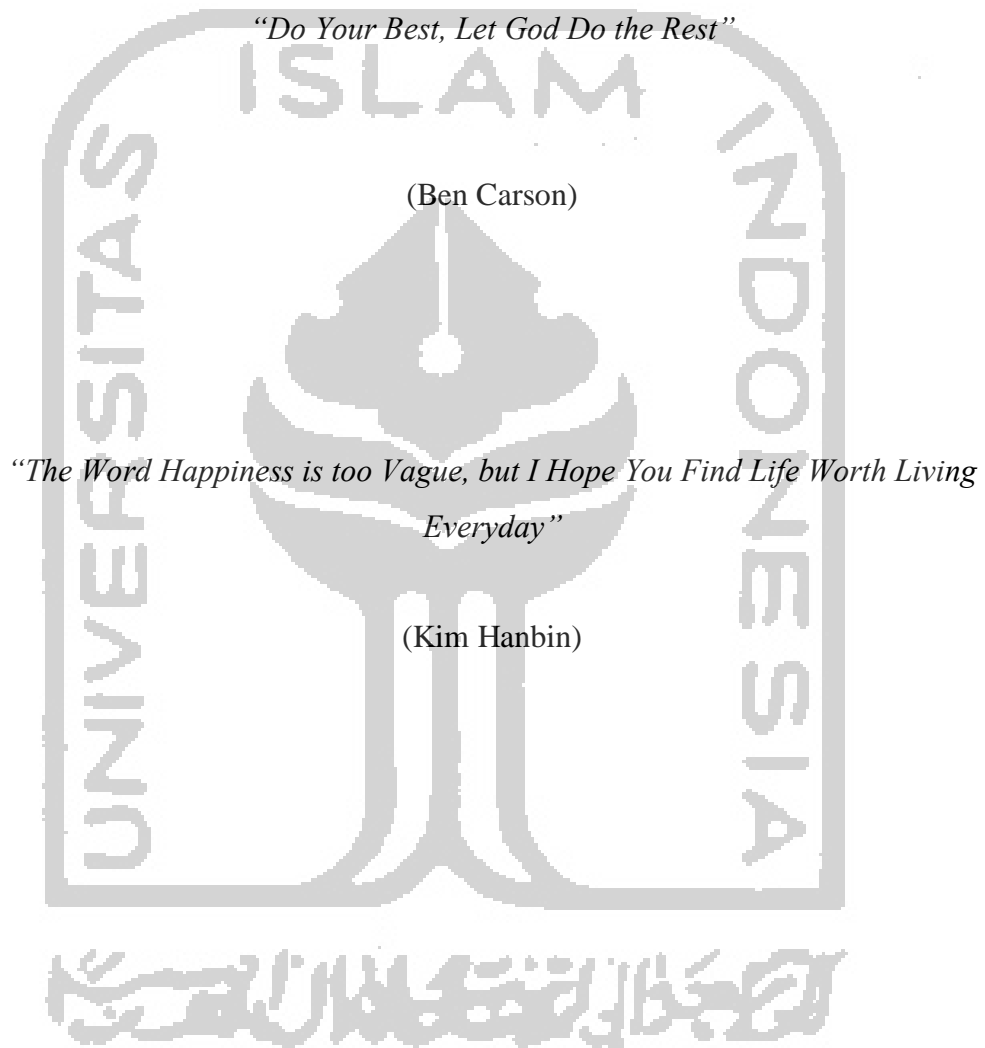 “Do Your Best, Let God Do the Rest”
ISLAM
(Ben Carson)
UNIVERSITAS
INDONESIA
“The Word Happiness is too Vague, but I Hope You Find Life Worth Living
Everyday”
(Kim Hanbin)